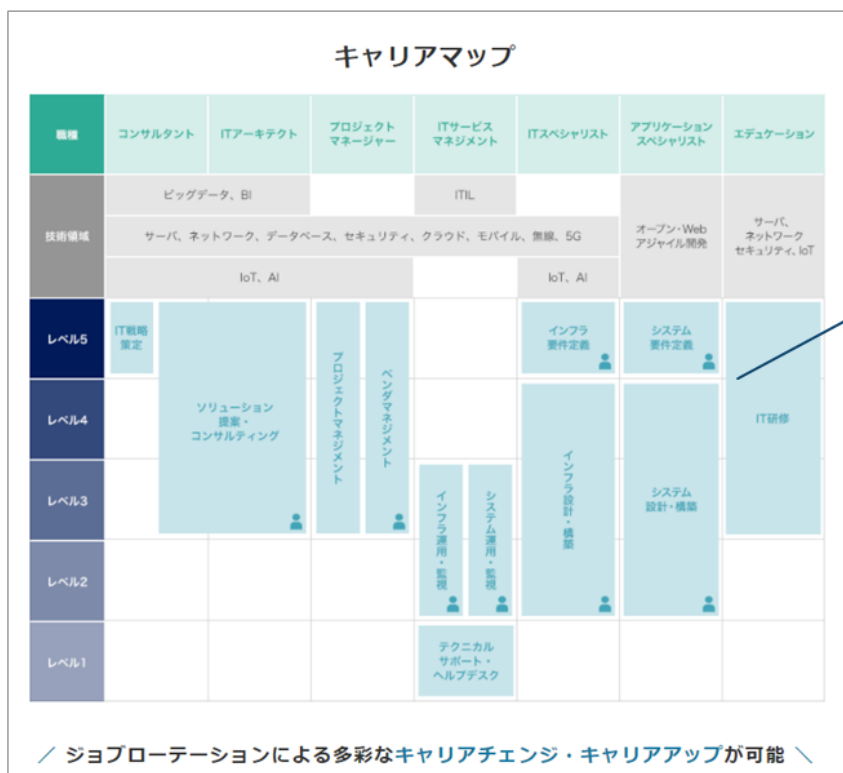 キャリアマップ
職種
コンサルタント
ITアーキテクト
プロジェクト
マネージャー
ITサービス
マネジメント
ITスペシャリスト
アプリケーション
スペシャリスト
エデュケーション
技術領域
ビッグデータ、BI
ITIL
サーバ、ネットワーク、データベース、セキュリティ、クラウド、モバイル、無線、5G
IoT、AI
IoT、AI
オープン・Web
アジャイル開発
サーバ、
ネットワーク
セキュリティ、IoT
レベル5
IT戦略
策定
インフラ
要件定義
システム
要件定義
レベル4
ソリューション
提案・
コンサルティング
プロジェクトマネジメント
ベンダマネジメント
IT研修
レベル3
インフラ運用・監視
システム運用・監視
インフラ設計・構築
システム
設計・構築
レベル2
レベル1
テクニカル
サポート・
ヘルプデスク
／ ジョブローテーションによる多彩なキャリアチェンジ・キャリアアップが可能 ＼